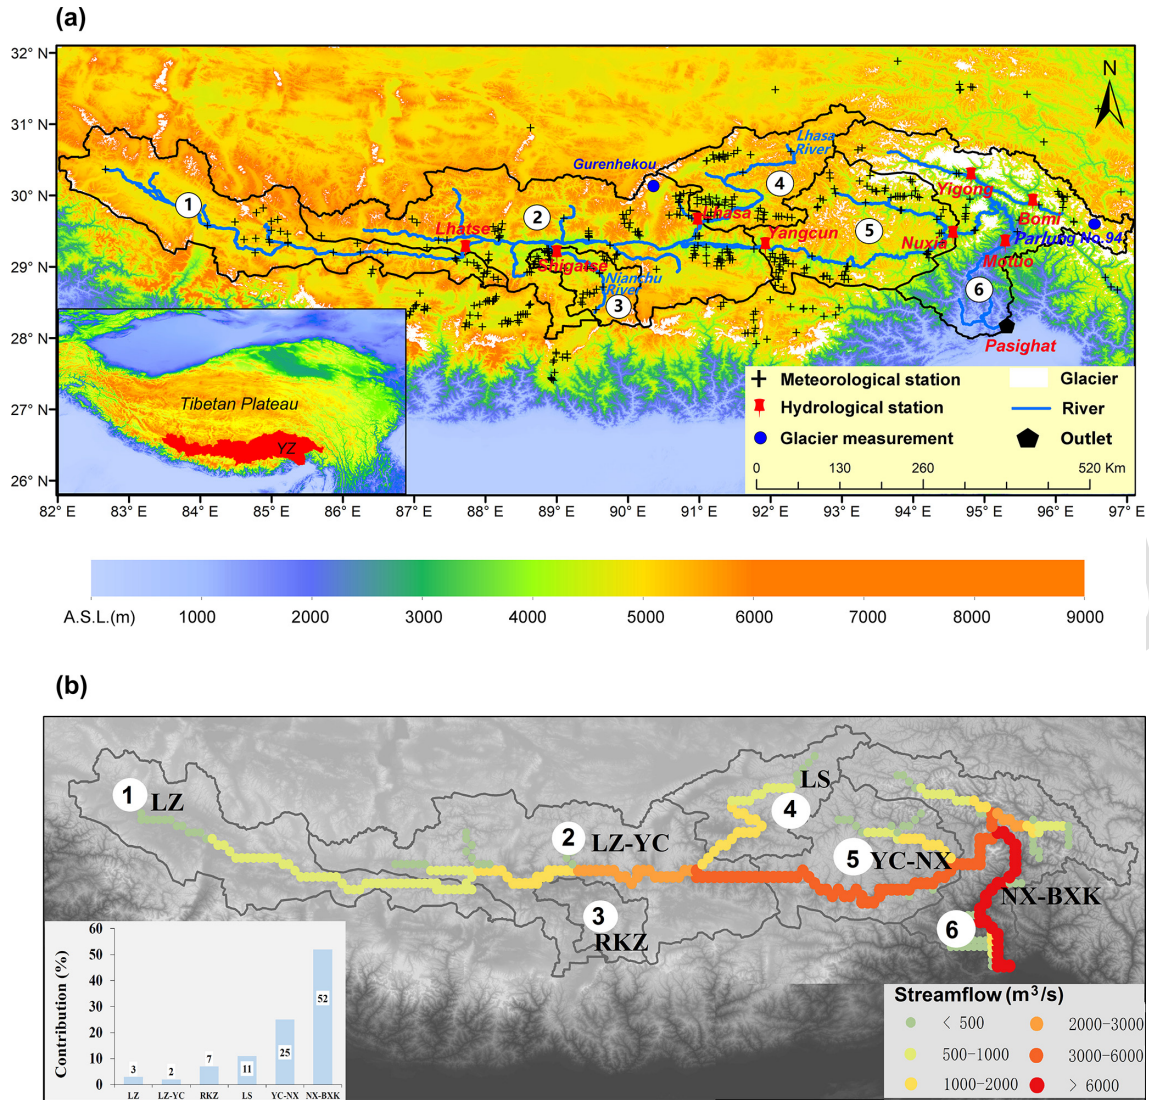 (a)
32° N
31° N
30° N
29° N
28° N
27° N
26° N
N
Lhasa
River
Gurenhekou
4
1
2
Yigong
Lhasa
Bomi
Lhatse
Yangcun
5
Nuxia
Parlung No.94
Shigatse
Motuo
Nianchu
River
3
6
Pasighat
Tibetan Plateau
YZ
Meteorological station
Glacier
Hydrological station
River
Glacier measurement
Outlet
0 130 260 520 Km
82° E 83° E 84° E 85° E 86° E 87° E 88° E 89° E 90° E 91° E 92° E 93° E 94° E 95° E 96° E 97° E
A.S.L.(m) 1000 2000 3000 4000 5000 6000 7000 8000 9000
(b)
1 LZ
LS
4
2 LZ-YC
5 YC-NX
NX-BXK
3
RKZ
6
Contribution (%)
60
50
40
30
20
10
0
3 2 7 11 25 52
LZ LZ-YC RKZ LS YC-NX NX-BXK
Streamflow (m³/s)
< 500
2000-3000
500-1000
3000-6000
1000-2000
> 6000